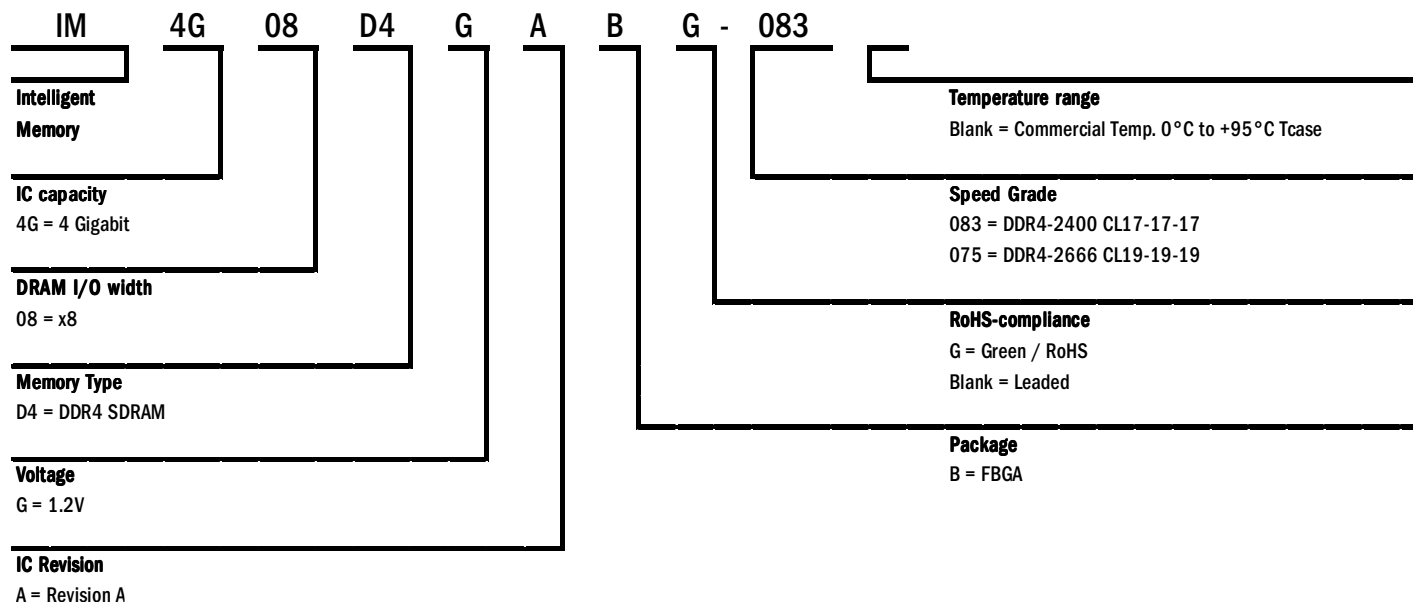 IM 4G 08 D4 G A B G - 083
Intelligent
Memory
IC capacity
4G = 4 Gigabit
DRAM I/O width
08 = x8
Memory Type
D4 = DDR4 SDRAM
Voltage
G = 1.2V
IC Revision
A = Revision A
Temperature range
Blank = Commercial Temp. 0°C to +95°C Tcase
Speed Grade
083 = DDR4-2400 CL17-17-17
075 = DDR4-2666 CL19-19-19
RoHS-compliance
G = Green / RoHS
Blank = Leaded
Package
B = FBGA